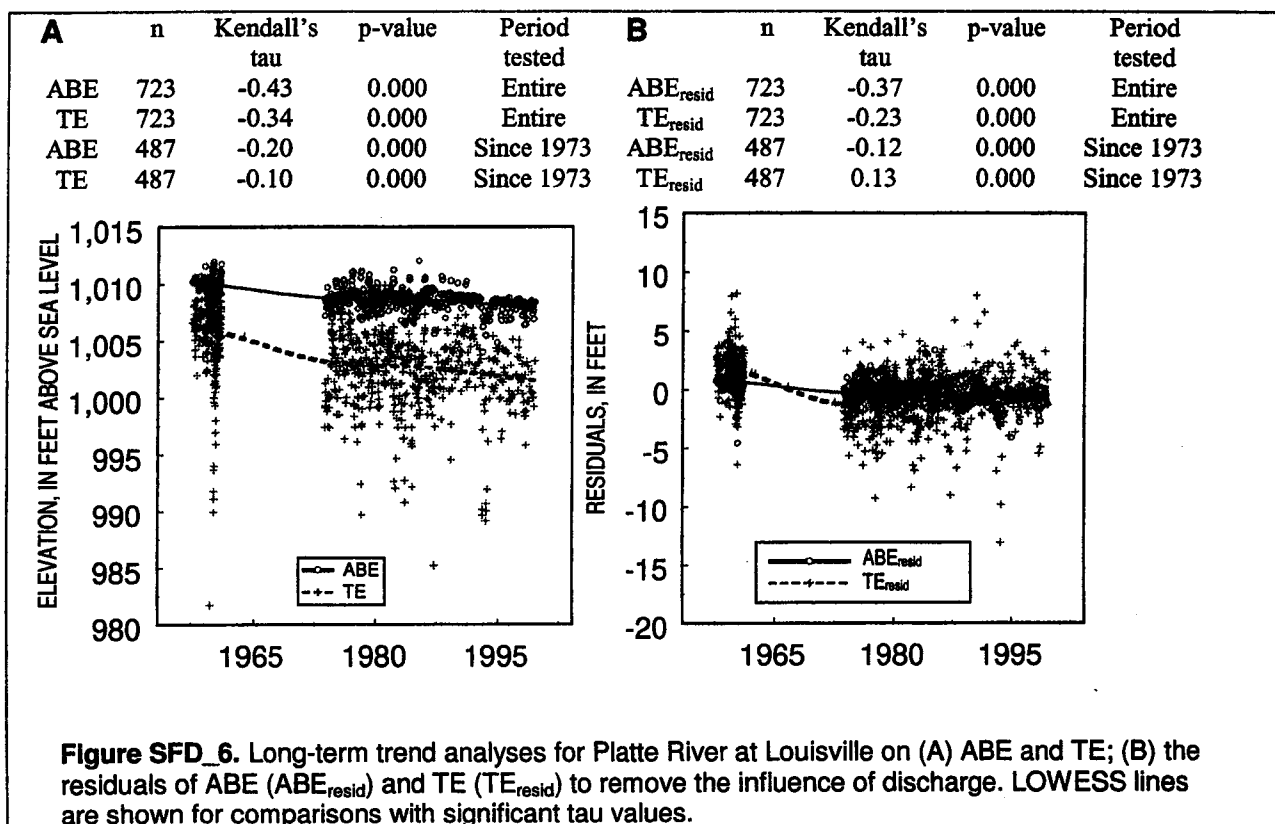 A n Kendall's tau p-value Period tested
ABE 723 -0.43 0.000 Entire
TE 723 -0.34 0.000 Entire
ABE 487 -0.20 0.000 Since 1973
TE 487 -0.10 0.000 Since 1973
B n Kendall's tau p-value Period tested
ABEresid 723 -0.37 0.000 Entire
TEresid 723 -0.23 0.000 Entire
ABEresid 487 -0.12 0.000 Since 1973
TEresid 487 0.13 0.000 Since 1973
ELEVATION, IN FEET ABOVE SEA LEVEL
1,015
1,010
1,005
1,000
995
990
985
980
ABE
TE
1965 1980 1995
RESIDUALS, IN FEET
15
10
5
0
-5
-10
-15
-20
ABEresid
TEresid
1965 1980 1995
Figure SFD_6. Long-term trend analyses for Platte River at Louisville on (A) ABE and TE; (B) the
residuals of ABE (ABEresid) and TE (TEresid) to remove the influence of discharge. LOWESS lines
are shown for comparisons with significant tau values.